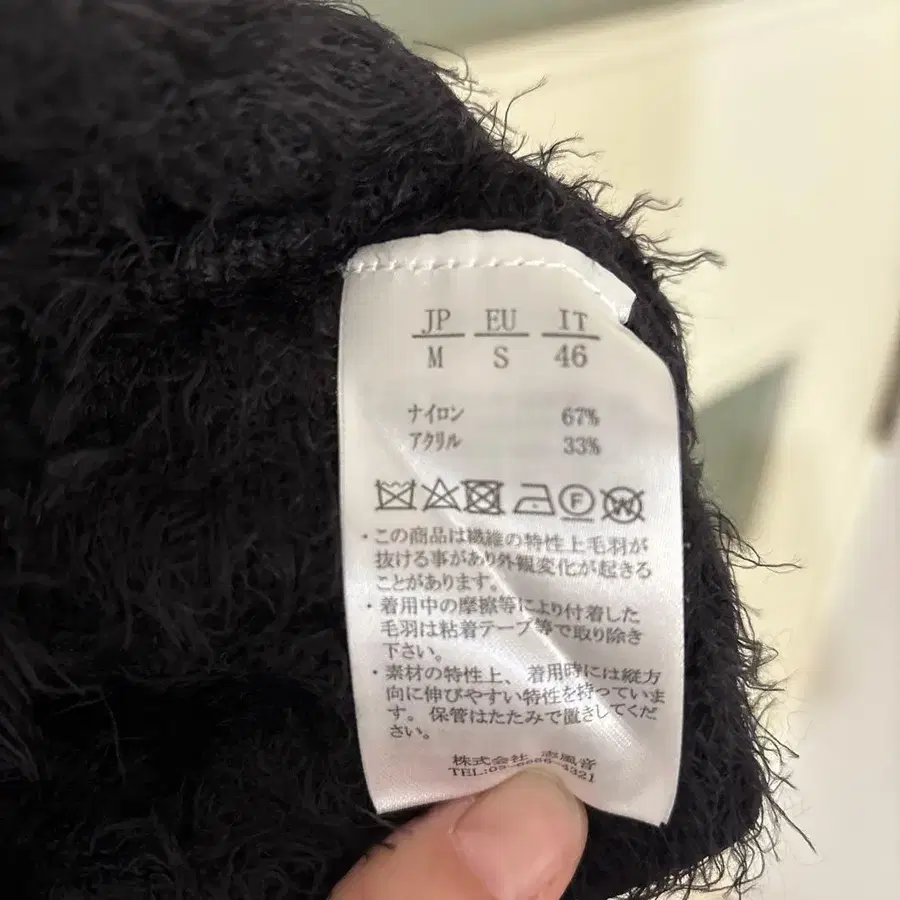 JP EU IT
M S 46
ナイロン 67%
アクリル 33%
F W
・この商品は繊維の特性上毛羽が
抜ける事があり外観変化が起きる
ことがあります。
・着用中の摩擦等により付着した
毛羽は粘着テープ等で取り除き
下さい。
・素材の特性上、着用時には縦方
向に伸びやすい特性を持っていま
す。保管はたたみで置きしてくだ
さい。
株式会社 志風音